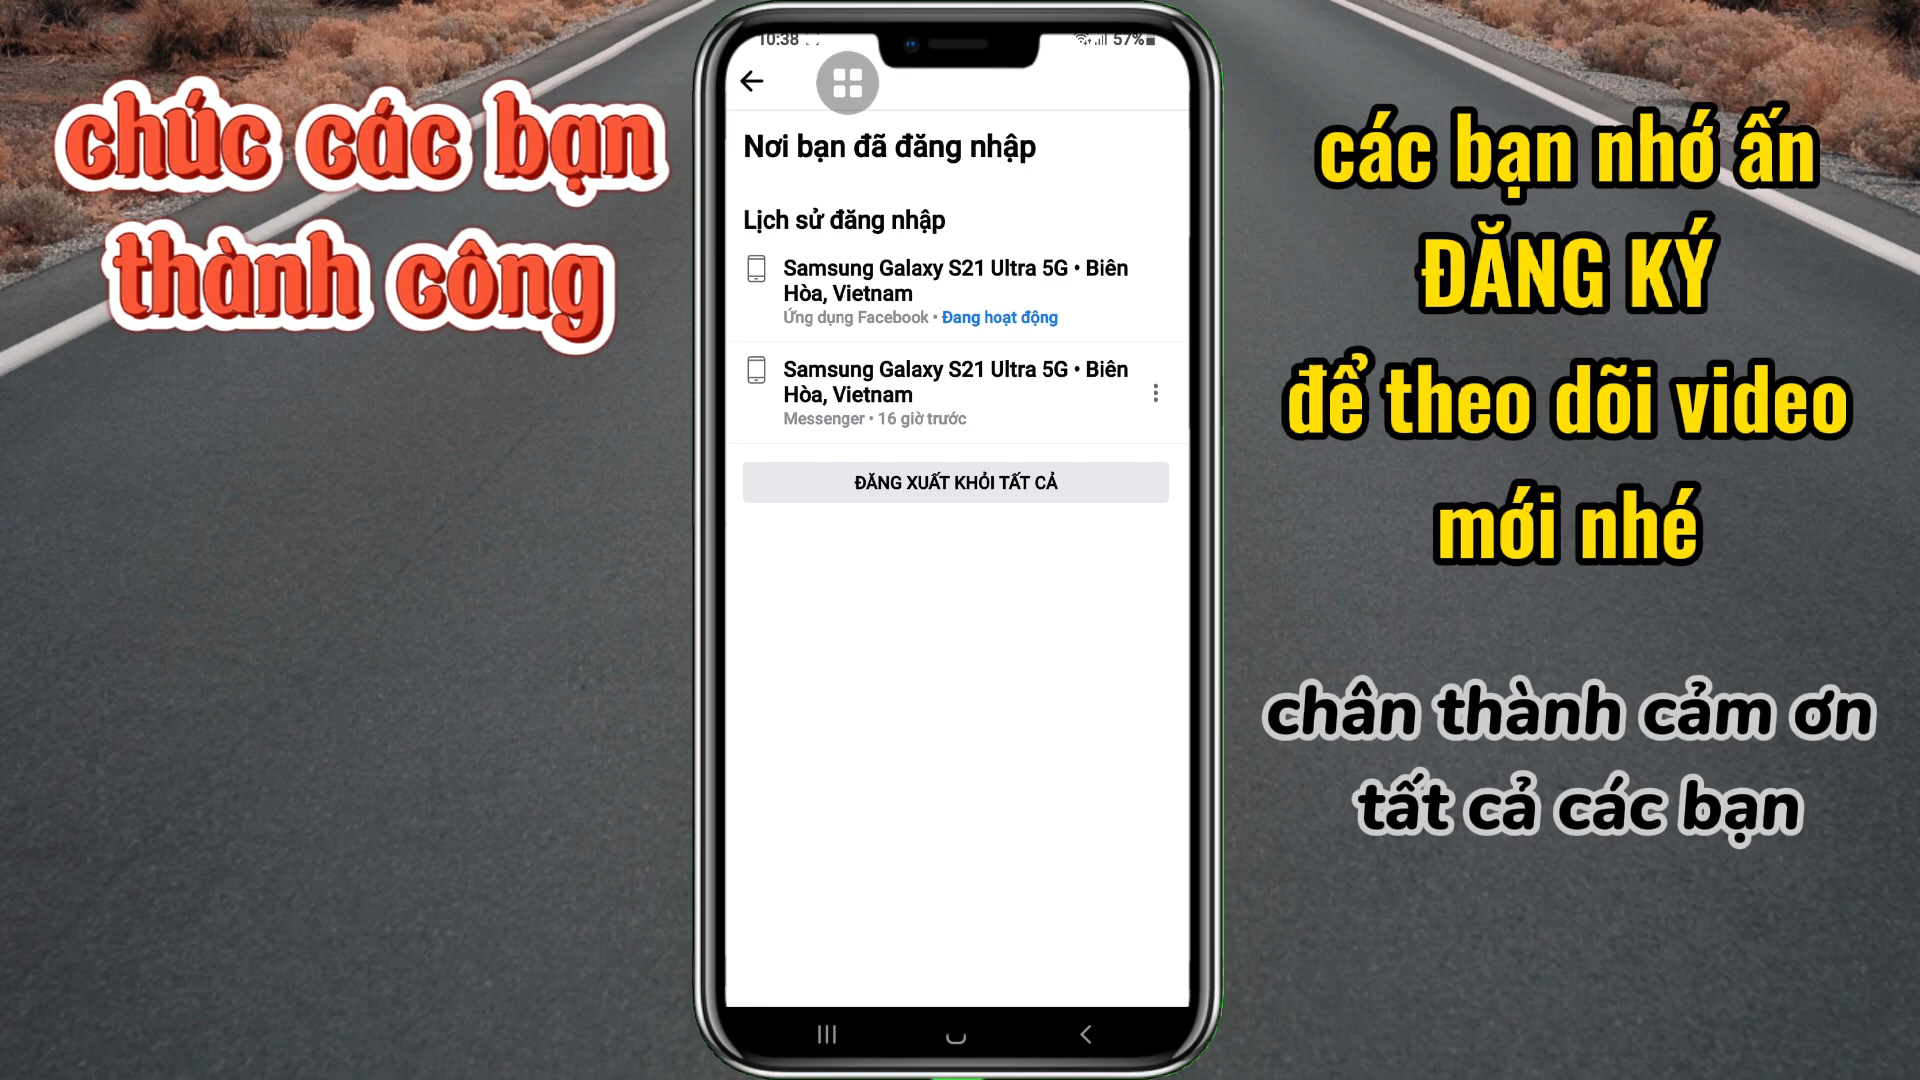 chức các bạn
thành công
10:38
57%
Nơi bạn đã đăng nhập
Lịch sử đăng nhập
Samsung Galaxy S21 Ultra 5G • Biên
Hòa, Vietnam
Ứng dụng Facebook • Đang hoạt động
Samsung Galaxy S21 Ultra 5G • Biên
Hòa, Vietnam
Messenger • 16 giờ trước
ĐĂNG XUẤT KHỎI TẤT CẢ
các bạn nhớ ấn
ĐĂNG KÝ
để theo dõi video
mới nhé
chân thành cảm ơn
tất cả các bạn